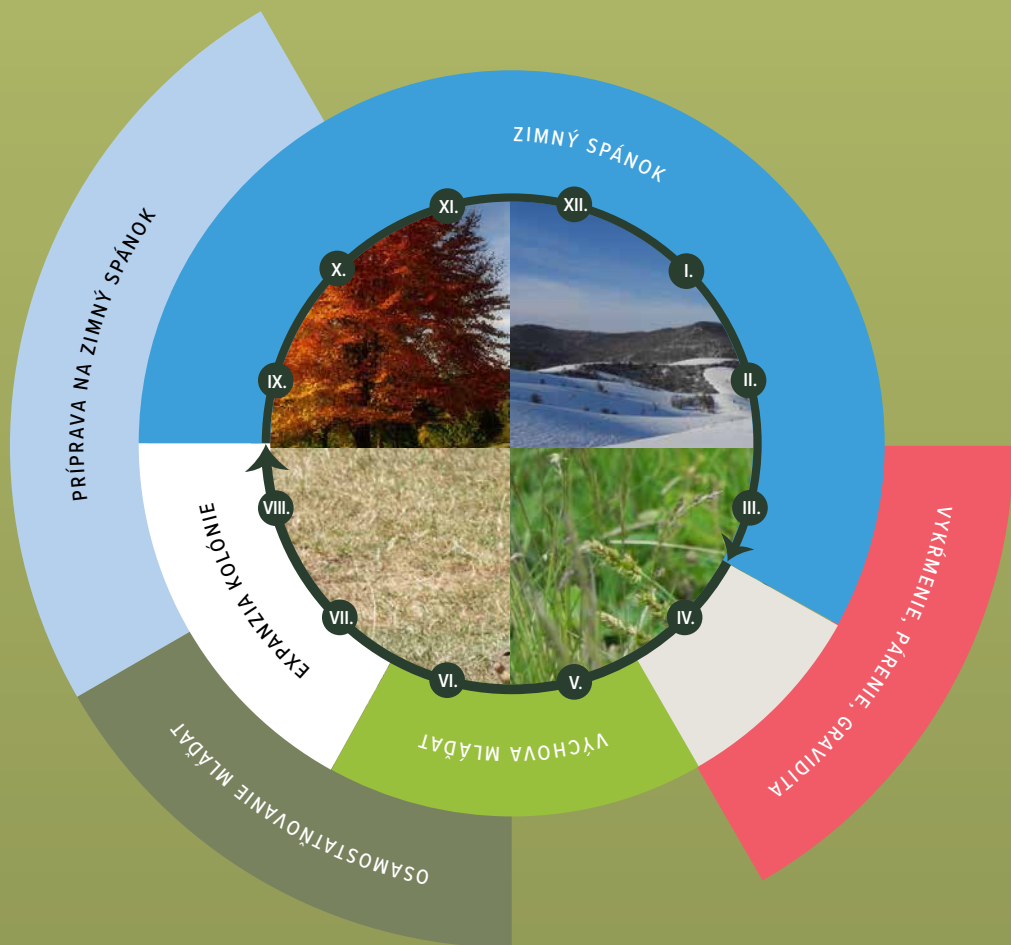 PRÍPRAVA NA ZIMNÝ SPÁNOK
ZIMNÝ SPÁNOK
XI.
XII.
X.
I.
IX.
II.
VIII.
III.
VII.
IV.
VI.
V.
EXPANZIA KOLÓNIE
VÝCHOVA MLÁĎAT
OSAMOSTATŇOVANIE MLÁĎAT
VYKŔMENIE, PÁRENIE, GRAVIDITA